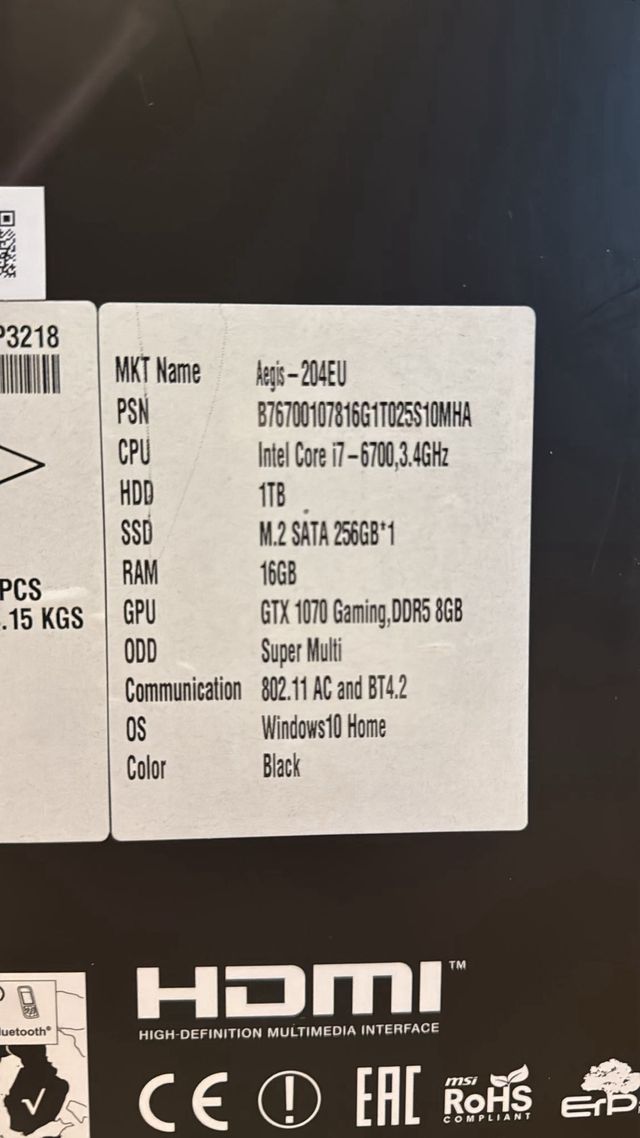 P3218
PCS
.15 KGS
MKT Name Aegis-204EU
PSN B76700107816G1T025S10MHA
CPU Intel Core i7-6700,3.4GHz
HDD 1TB
SSD M.2 SATA 256GB*1
RAM 16GB
GPU GTX 1070 Gaming,DDR5 8GB
ODD Super Multi
Communication 802.11 AC and BT4.2
OS Windows10 Home
Color Black
HDMI™
HIGH-DEFINITION MULTIMEDIA INTERFACE
luetooth®
CE
EAC
msi
RoHS
COMPLIANT
ErP